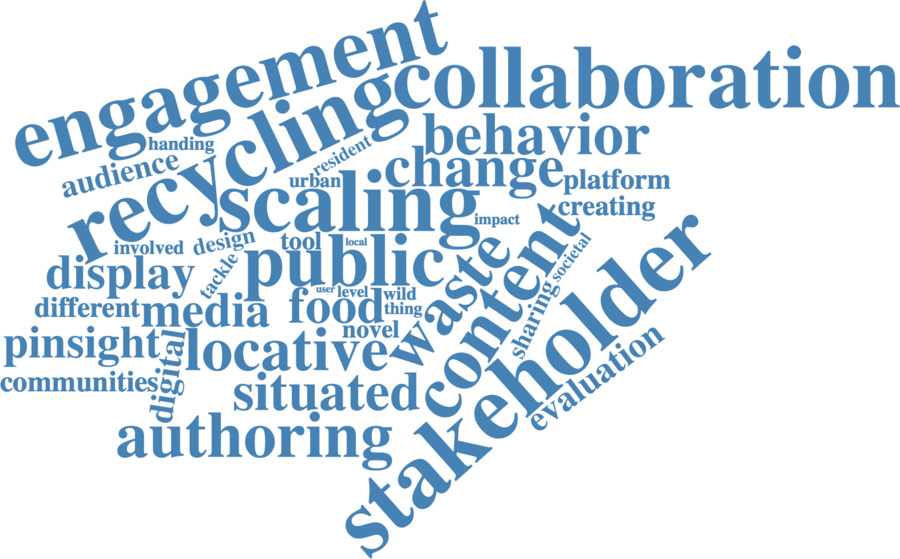 engagement
collaboration
recycling
behavior
handing
resident
audience
change
urban
platform
scaling
creating
impact
involved
design
tool
local
public
content
societal
display
tackle
waste
stakeholder
user
level
wild
different
media
food
thing
sharing
novel
pinsight
digital
locative
evaluation
communities
situated
authoring